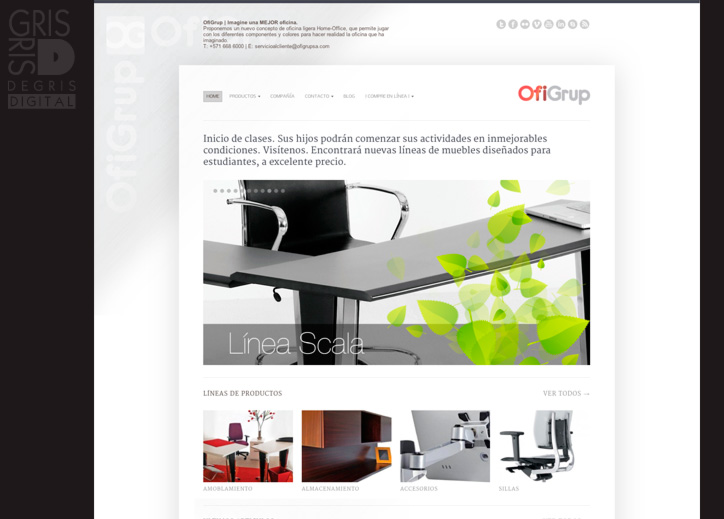 GRIS
GRIS
D
DEGRIS
DIGITAL
OfiGrup
OfiGrup | Imagine una MEJOR oficina.
Proponemos un nuevo concepto de oficina ligera Home-Office, que permite jugar
con los diferentes componentes y colores para hacer realidad la oficina que ha
imaginado.
T: +571 668 6000 | E: servicioalcliente@ofigrupsa.com
HOME PRODUCTOS COMPAÑÍA CONTACTO BLOG ¡ COMPRE EN LÍNEA !
OfiGrup
Inicio de clases. Sus hijos podrán comenzar sus actividades en inmejorables
condiciones. Visítenos. Encontrará nuevas líneas de muebles diseñados para
estudiantes, a excelente precio.
Línea Scala
LÍNEAS DE PRODUCTOS VER TODOS →
AMOBLAMIENTO ALMACENAMIENTO ACCESORIOS SILLAS